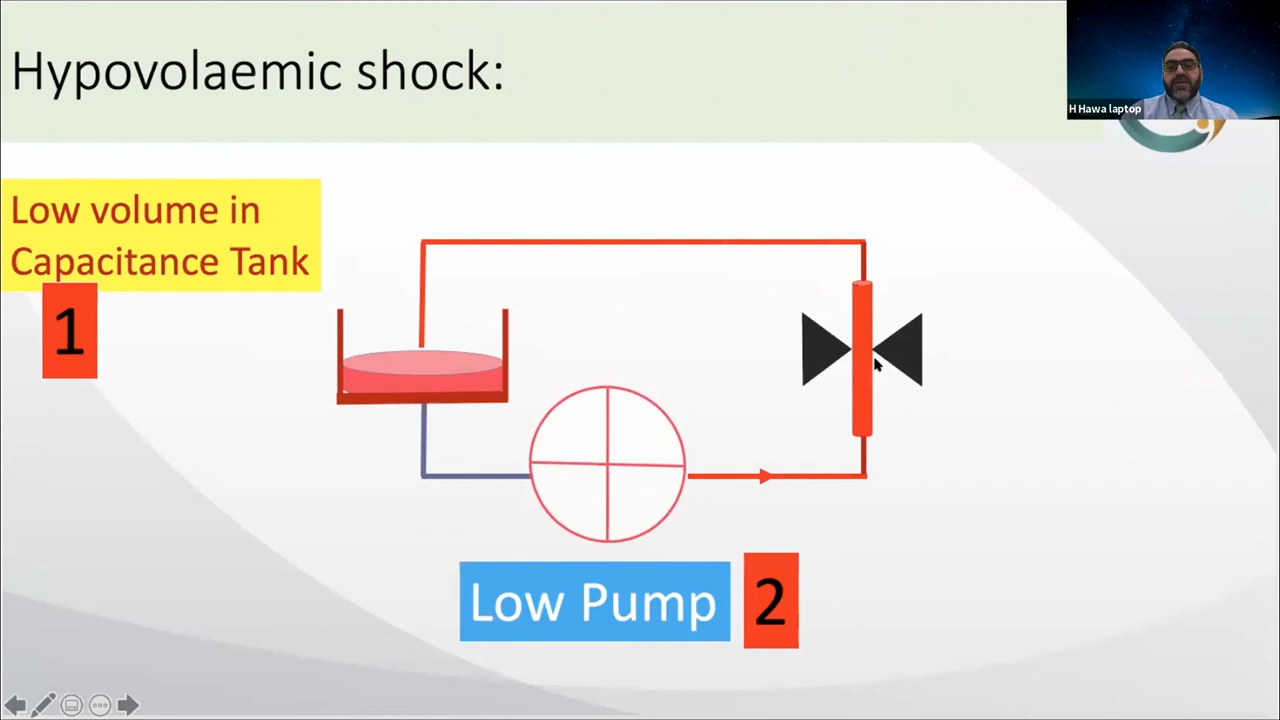 Hypovolaemic shock:
H Hawa laptop
Low volume in
Capacitance Tank
1
Low Pump
2